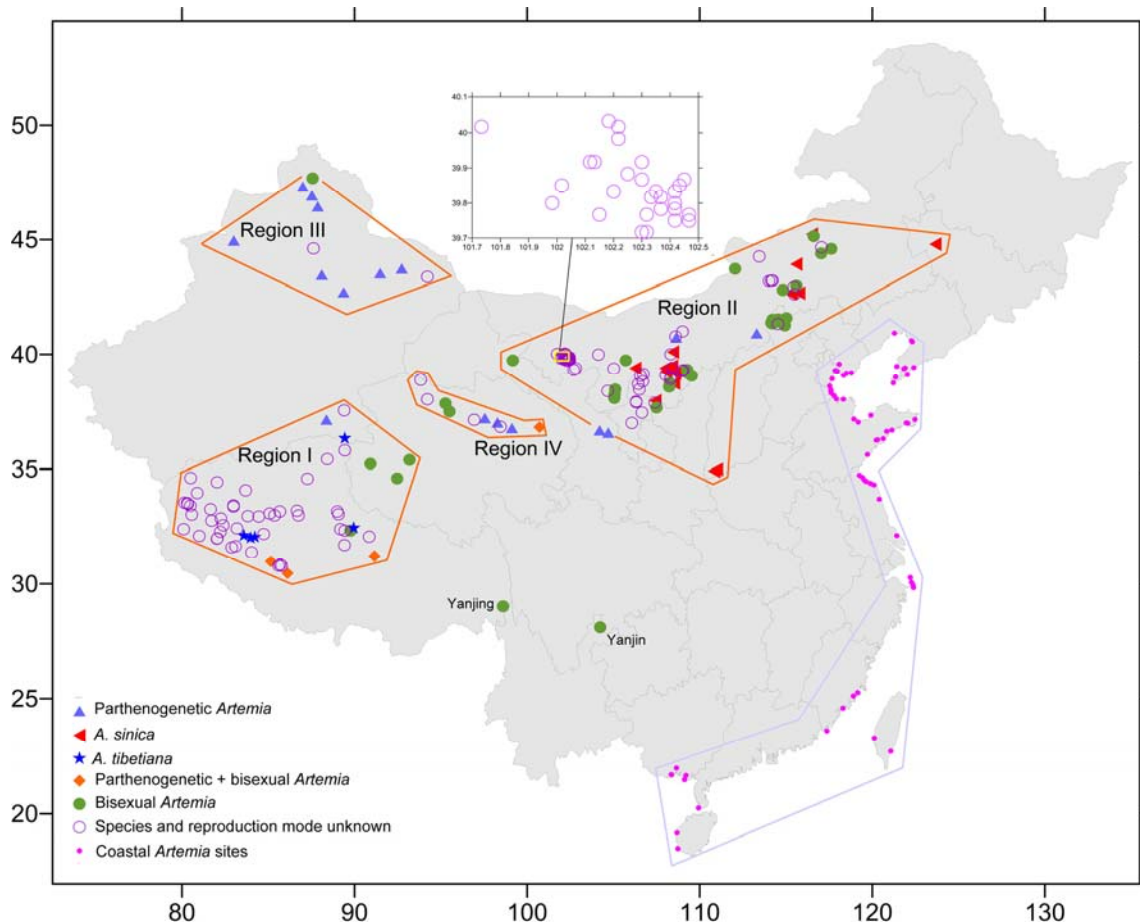 40.1
40
39.9
39.8
39.7
101.7 101.8 101.9 102 102.1 102.2 102.3 102.4 102.5
50
45
40
35
30
25
20
Region III
Region II
Region I
Region IV
Yanjing
Yanjin
Parthenogenetic Artemia
A. sinica
A. tibetiana
Parthenogenetic + bisexual Artemia
Bisexual Artemia
Species and reproduction mode unknown
Coastal Artemia sites
80 90 100 110 120 130